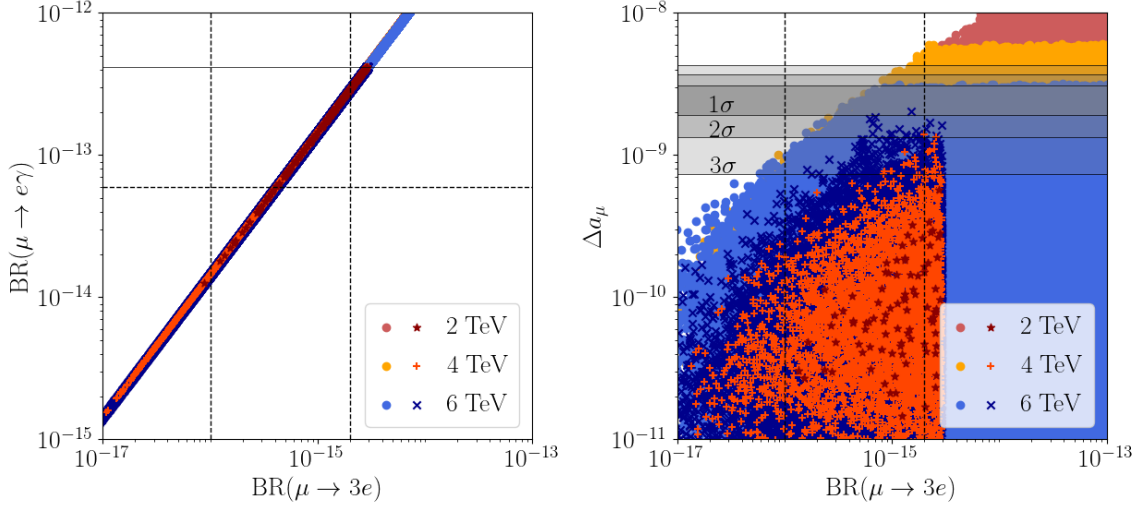 10⁻¹²
10⁻¹³
10⁻¹⁴
10⁻¹⁵
BR(μ → eγ)
2 TeV
4 TeV
6 TeV
10⁻¹⁷
10⁻¹⁵
10⁻¹³
BR(μ → 3e)
10⁻⁸
10⁻⁹
10⁻¹⁰
10⁻¹¹
Δaμ
1σ
2σ
3σ
2 TeV
4 TeV
6 TeV
10⁻¹⁷
10⁻¹⁵
10⁻¹³
BR(μ → 3e)